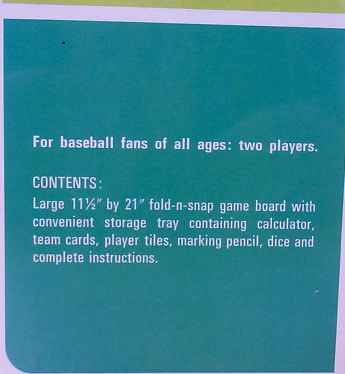 For baseball fans of all ages: two players.
CONTENTS:
Large 11½″ by 21″ fold-n-snap game board with
convenient storage tray containing calculator,
team cards, player tiles, marking pencil, dice and
complete instructions.